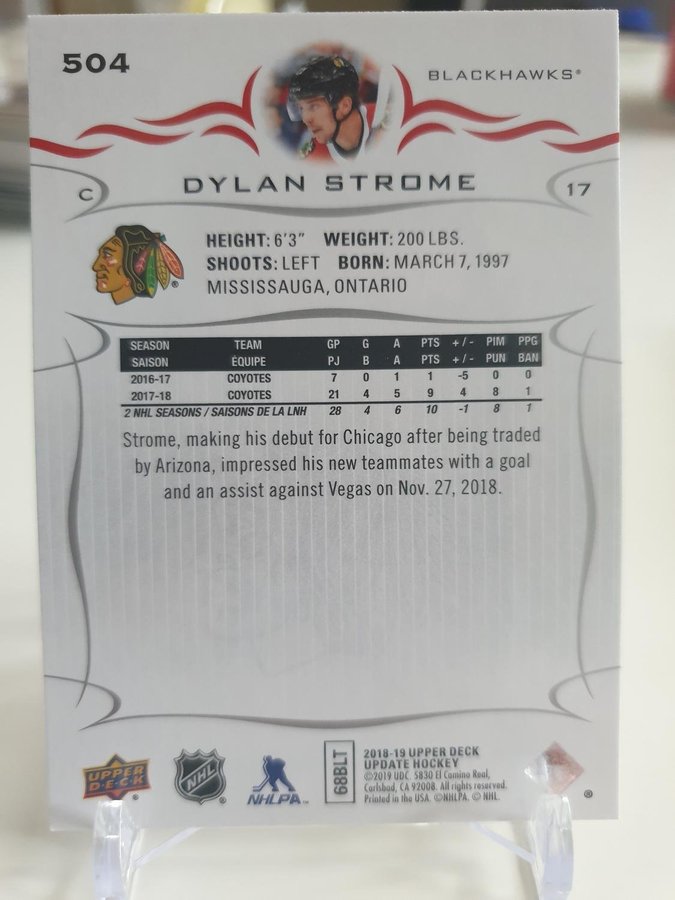 504
BLACKHAWKS®
DYLAN STROME
C
17
HEIGHT: 6'3" WEIGHT: 200 LBS.
SHOOTS: LEFT BORN: MARCH 7, 1997
MISSISSAUGA, ONTARIO
SEASON TEAM GP G A PTS +/- PIM PPG
SAISON ÉQUIPE PJ B A PTS +/- PUN BAN
2016-17 COYOTES 7 0 1 1 -5 0 0
2017-18 COYOTES 21 4 5 9 4 8 1
2 NHL SEASONS / SAISONS DE LA LNH 28 4 6 10 -1 8 1
Strome, making his debut for Chicago after being traded
by Arizona, impressed his new teammates with a goal
and an assist against Vegas on Nov. 27, 2018.
UPPER
D·E·C·K
NHL
NHLPA
68BLT
2018-19 UPPER DECK
UPDATE HOCKEY
©2019 UDC. 5830 El Camino Real,
Carlsbad, CA 92008. All rights reserved.
Printed in the USA. ©NHLPA. © NHL.